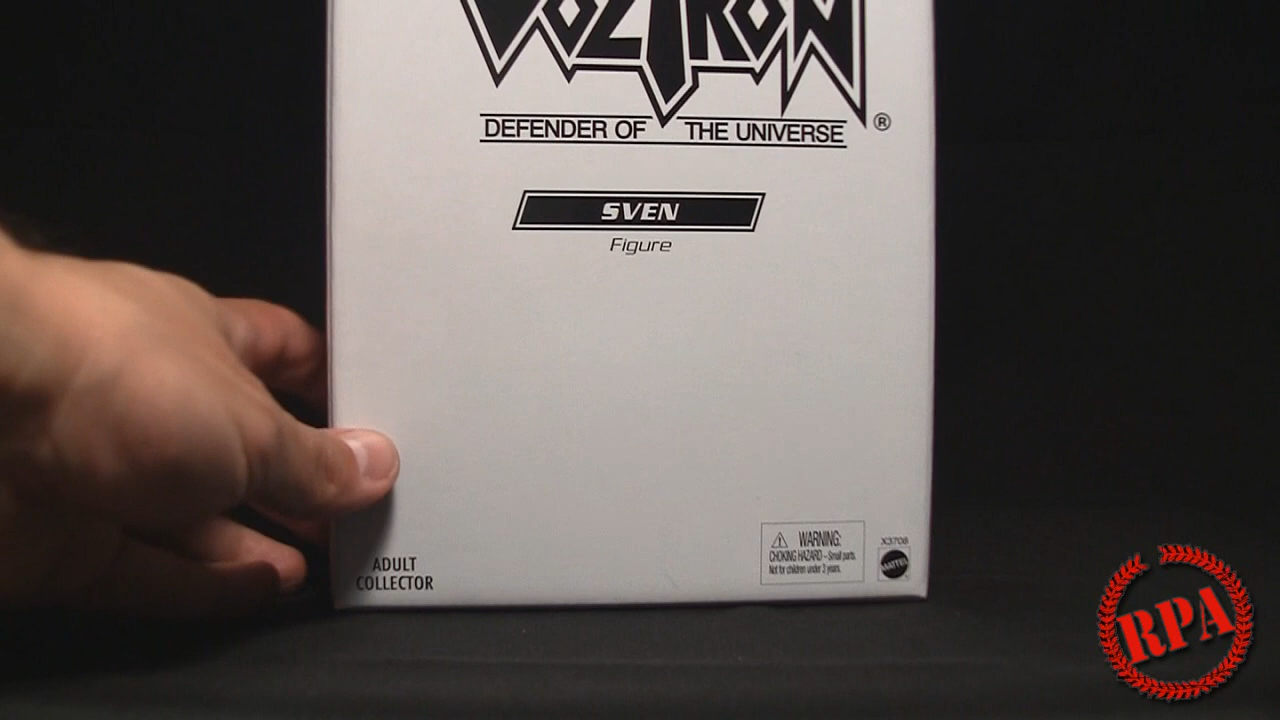 VOLTRON
DEFENDER OF THE UNIVERSE ®
SVEN
Figure
WARNING:
CHOKING HAZARD – Small parts.
Not for children under 3 years.
X3708
MATTEL
ADULT
COLLECTOR
RPA